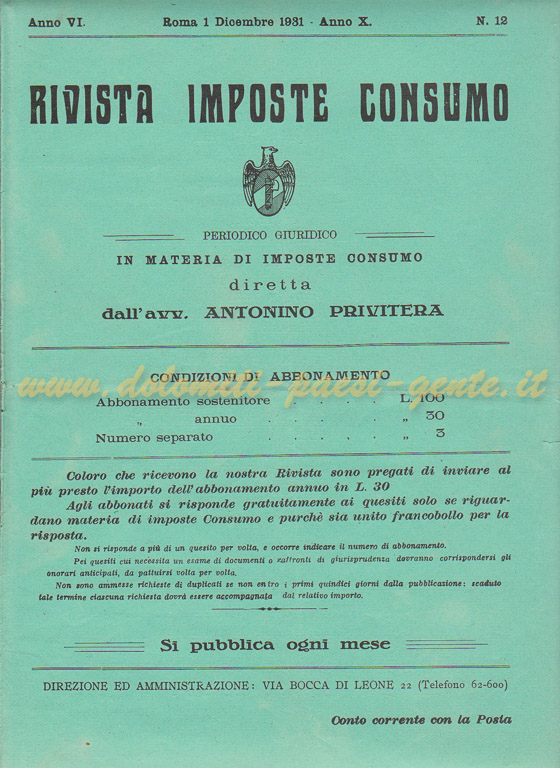 Anno VI. Roma 1 Dicembre 1931 - Anno X. N. 12
RIVISTA IMPOSTE CONSUMO
PERIODICO GIURIDICO
IN MATERIA DI IMPOSTE CONSUMO
diretta
dall'avv. ANTONINO PRIVITERA
CONDIZIONI DI ABBONAMENTO
www.dolomiti-paesi-gente.it
Abbonamento sostenitore . . . . . L. 100
„ annuo . . . . . „ 30
Numero separato . . . . . „ 3
Coloro che ricevono la nostra Rivista sono pregati di inviare al
più presto l'importo dell'abbonamento annuo in L. 30
Agli abbonati si risponde gratuitamente ai quesiti solo se riguar-
dano materia di imposte Consumo e purchè sia unito francobollo per la
risposta.
Non si risponde a più di un quesito per volta, e occorre indicare il numero di abbonamento.
Pei quesiti cui necessita un esame di documenti o raffronti di giurisprudenza dovranno corrispondersi gli
onorari anticipati, da pattuirsi volta per volta.
Non sono ammesse richieste di duplicati se non entro i primi quindici giorni dalla pubblicazione: scaduto
tale termine ciascuna richiesta dovrà essere accompagnata dal relativo importo.
Si pubblica ogni mese
DIREZIONE ED AMMINISTRAZIONE: VIA BOCCA DI LEONE 22 (Telefono 62-600)
Conto corrente con la Posta